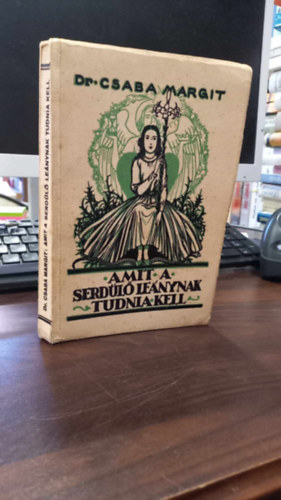 Dr. CSABA MARGIT
AMIT A
SERDÜLŐ LEÁNYNAK
TUDNIA KELL
Dr. CSABA MARGIT: AMIT A SERDÜLŐ LEÁNYNAK TUDNIA KELL